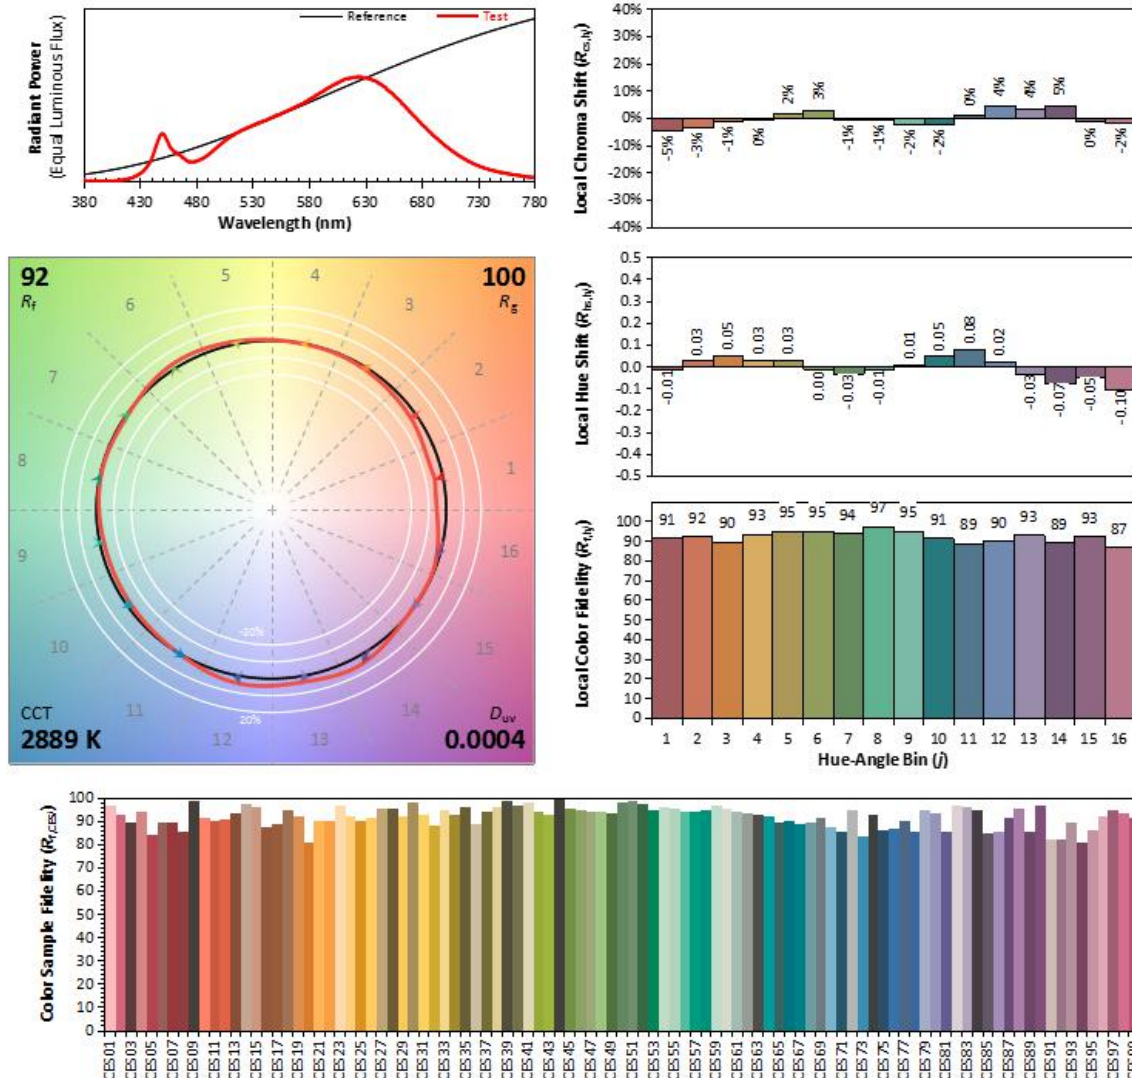 Reference Test
Radiant Power
(Equal Luminous Flux)
380 430 480 530 580 630 680 730 780
Wavelength (nm)
Local Chroma Shift (Rcs,hj)
40%
30%
20%
10%
0%
-10%
-20%
-30%
-40%
-5% -3% -1% 0% 2% 3% -1% -1% -2% -2% 0% 4% 4% 5% 0% -2%
92
Rf
100
Rg
5 4
6 3
7 2
8 1
9 16
10 15
11 14
12 13
-20%
20%
CCT
2889 K
Duv
0.0004
Local Hue Shift (Rhs,hj)
0.5
0.4
0.3
0.2
0.1
0.0
-0.1
-0.2
-0.3
-0.4
-0.5
-0.01 0.03 0.05 0.03 0.03 0.00 -0.03 -0.01 0.01 0.05 0.08 0.02 -0.03 -0.07 -0.05 -0.10
Local Color Fidelity (Rf,hj)
100
90
80
70
60
50
40
30
20
10
0
91 92 90 93 95 95 94 97 95 91 89 90 93 89 93 87
1 2 3 4 5 6 7 8 9 10 11 12 13 14 15 16
Hue-Angle Bin (j)
Color Sample Fidelity (Rf,CESi)
100
90
80
70
60
50
40
30
20
10
0
CES01 CES03 CES05 CES07 CES09 CES11 CES13 CES15 CES17 CES19 CES21 CES23 CES25 CES27 CES29 CES31 CES33 CES35 CES37 CES39 CES41 CES43 CES45 CES47 CES49 CES51 CES53 CES55 CES57 CES59 CES61 CES63 CES65 CES67 CES69 CES71 CES73 CES75 CES77 CES79 CES81 CES83 CES85 CES87 CES89 CES91 CES93 CES95 CES97 CES99